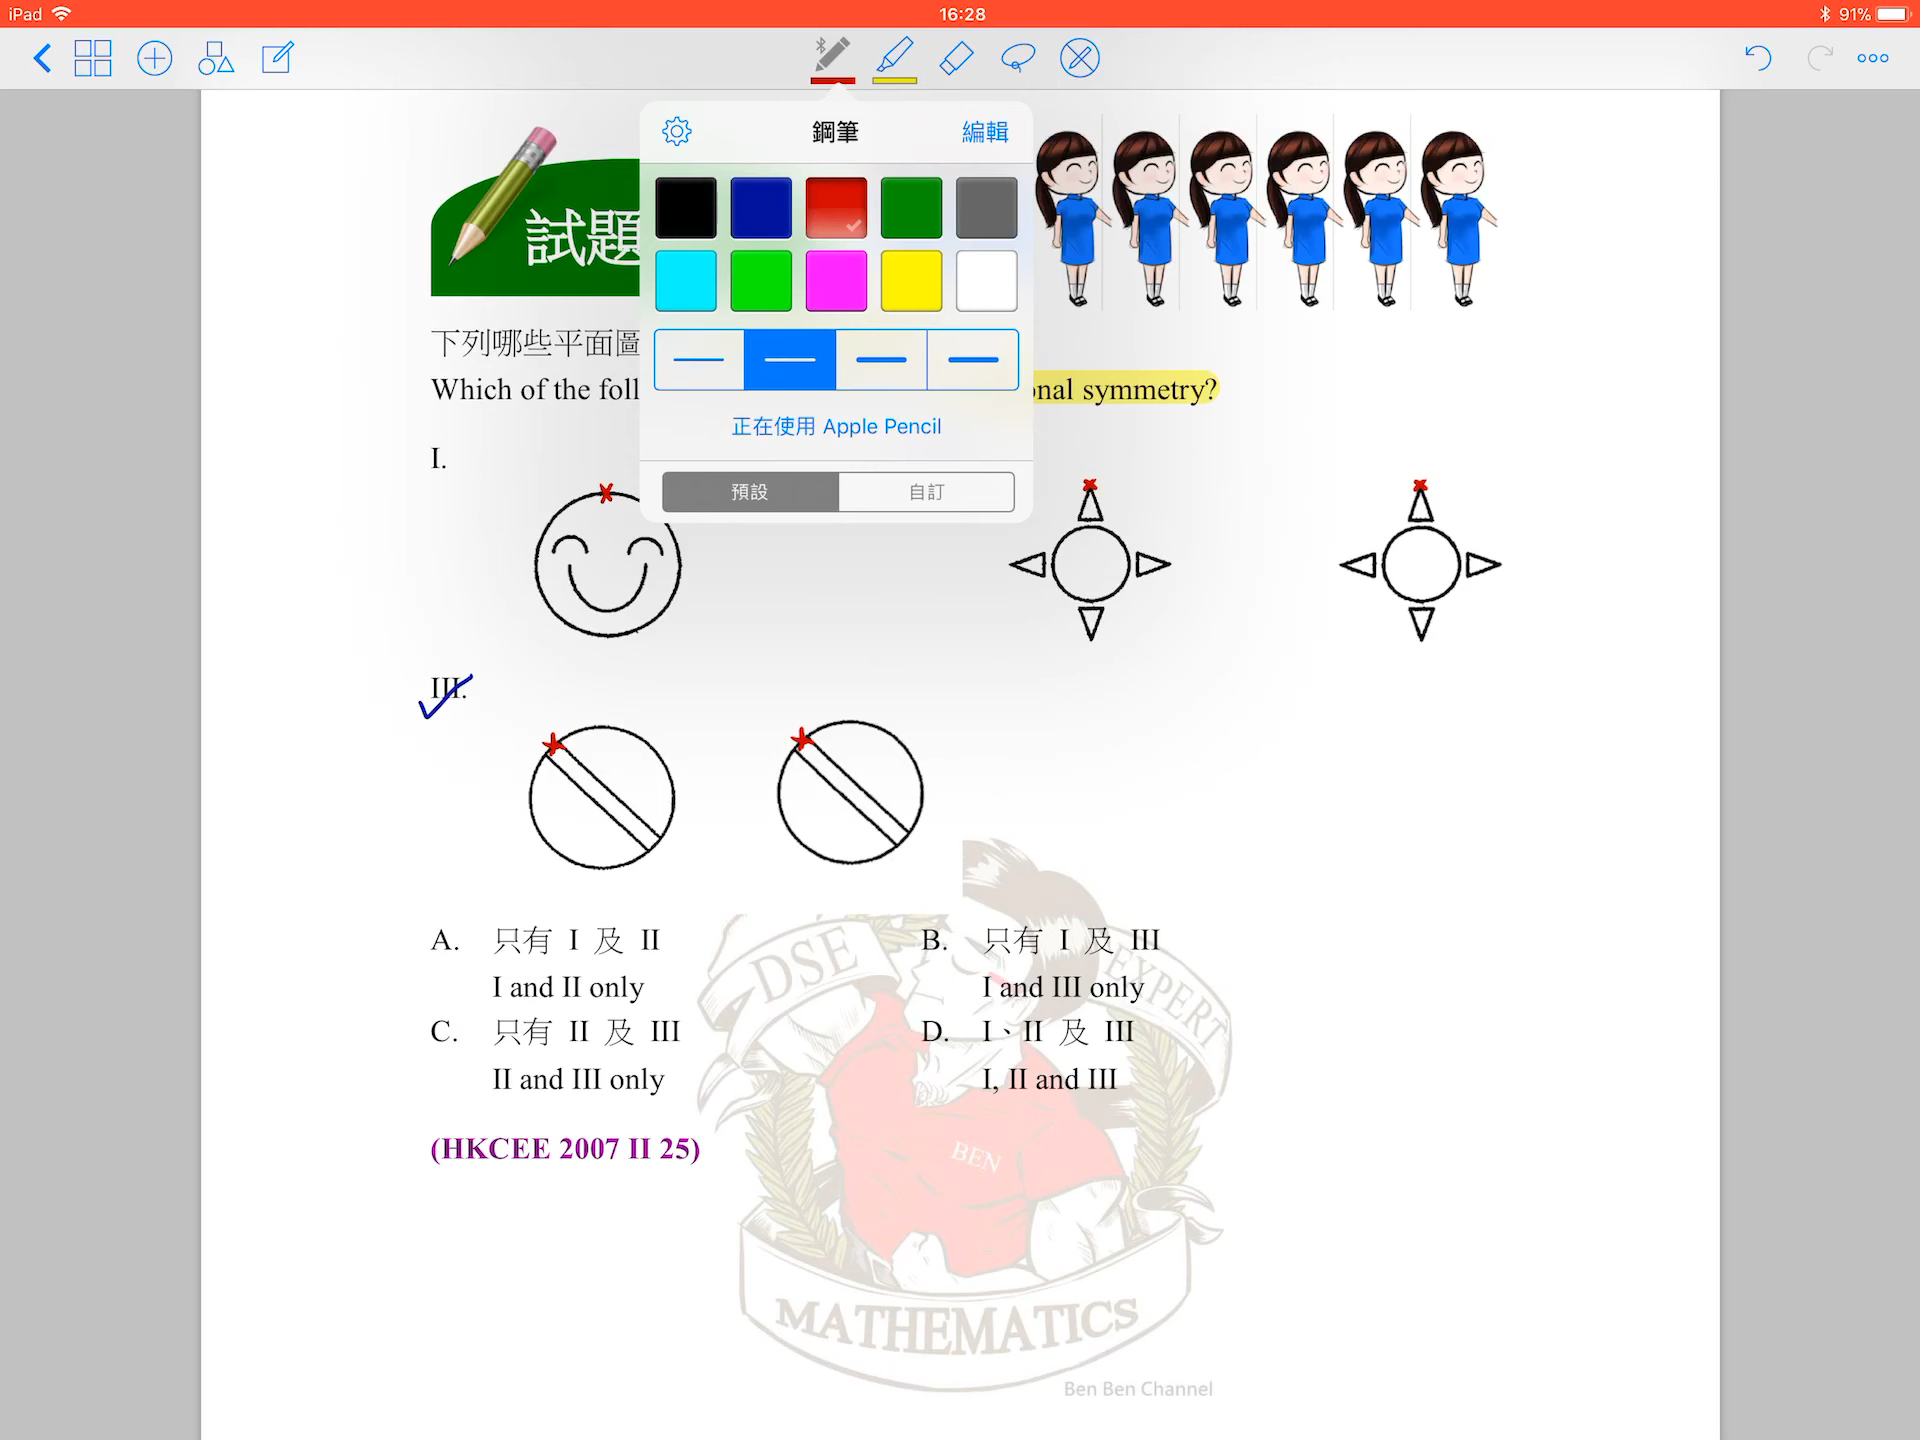 iPad
16:28
91%
鋼筆
編輯
試題
正在使用 Apple Pencil
預設
自訂
下列哪些平面圖
Which of the foll
onal symmetry?
I.
III.
A. 只有 I 及 II
I and II only
B. 只有 I 及 III
I and III only
C. 只有 II 及 III
II and III only
D. I、II 及 III
I, II and III
(HKCEE 2007 II 25)
DSE
EXPERT
BEN
MATHEMATICS
Ben Ben Channel